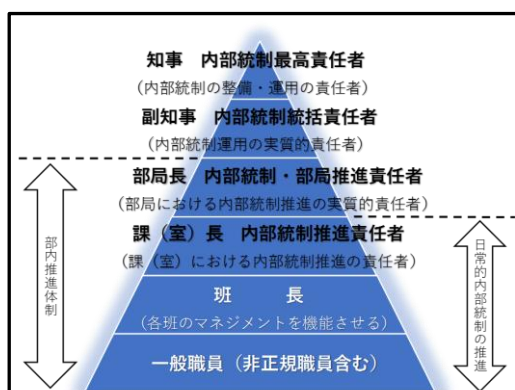 知事　内部統制最高責任者
（内部統制の整備・運用の責任者）
副知事　内部統制統括責任者
（内部統制運用の実質的責任者）
部局長　内部統制・部局推進責任者
（部局における内部統制推進の実質的責任者）
課（室）長　内部統制推進責任者
（課（室）における内部統制推進の責任者）
班　　長
（各班のマネジメントを機能させる）
一般職員（非正規職員含む）
部内推進体制
日常的内部統制の推進